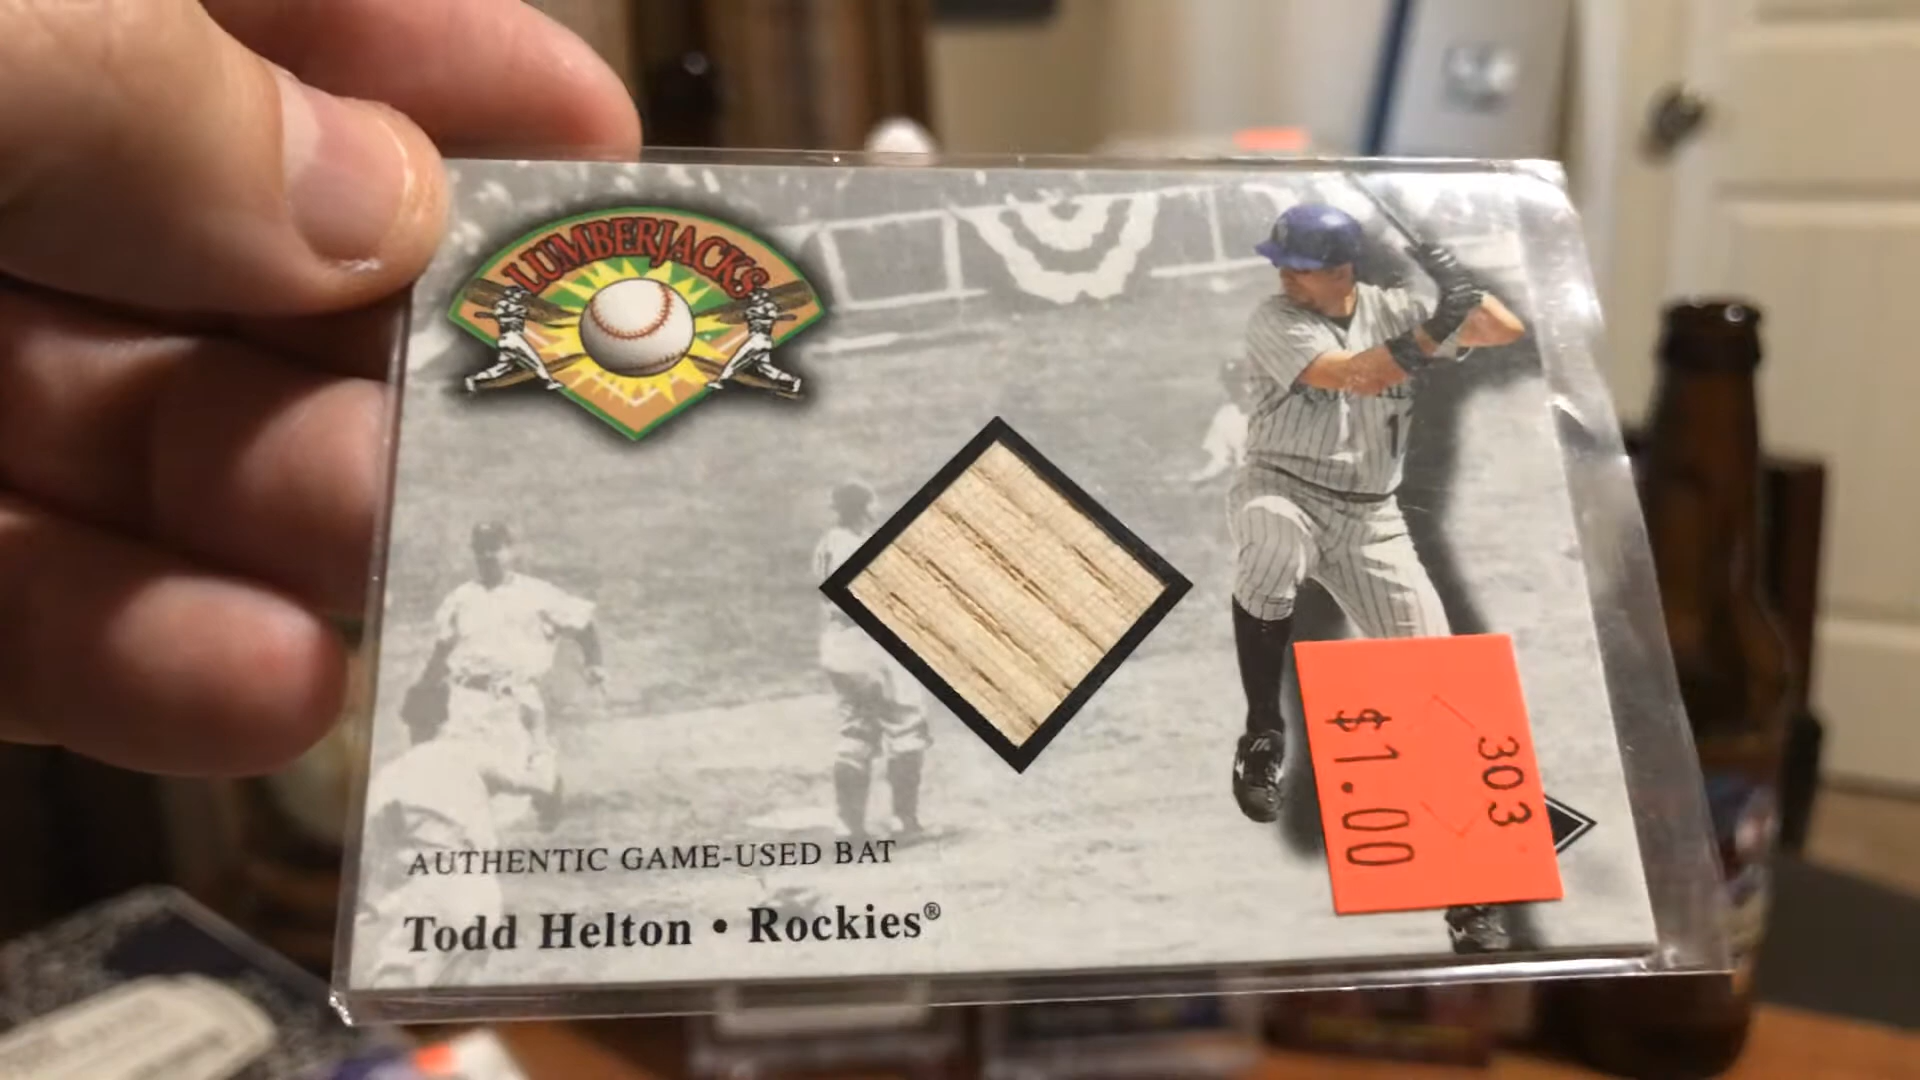 LUMBERJACKS
AUTHENTIC GAME-USED BAT
Todd Helton • Rockies®
303
$1.00